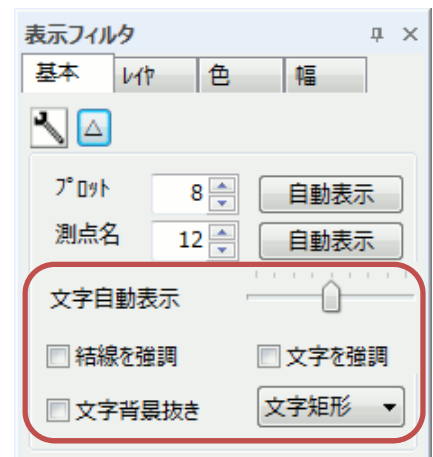 表示フィルタ
基本 ﾚｲﾔ 色 幅
ﾌﾟﾛｯﾄ 8 自動表示
測点名 12 自動表示
文字自動表示
結線を強調 文字を強調
文字背景抜き 文字矩形